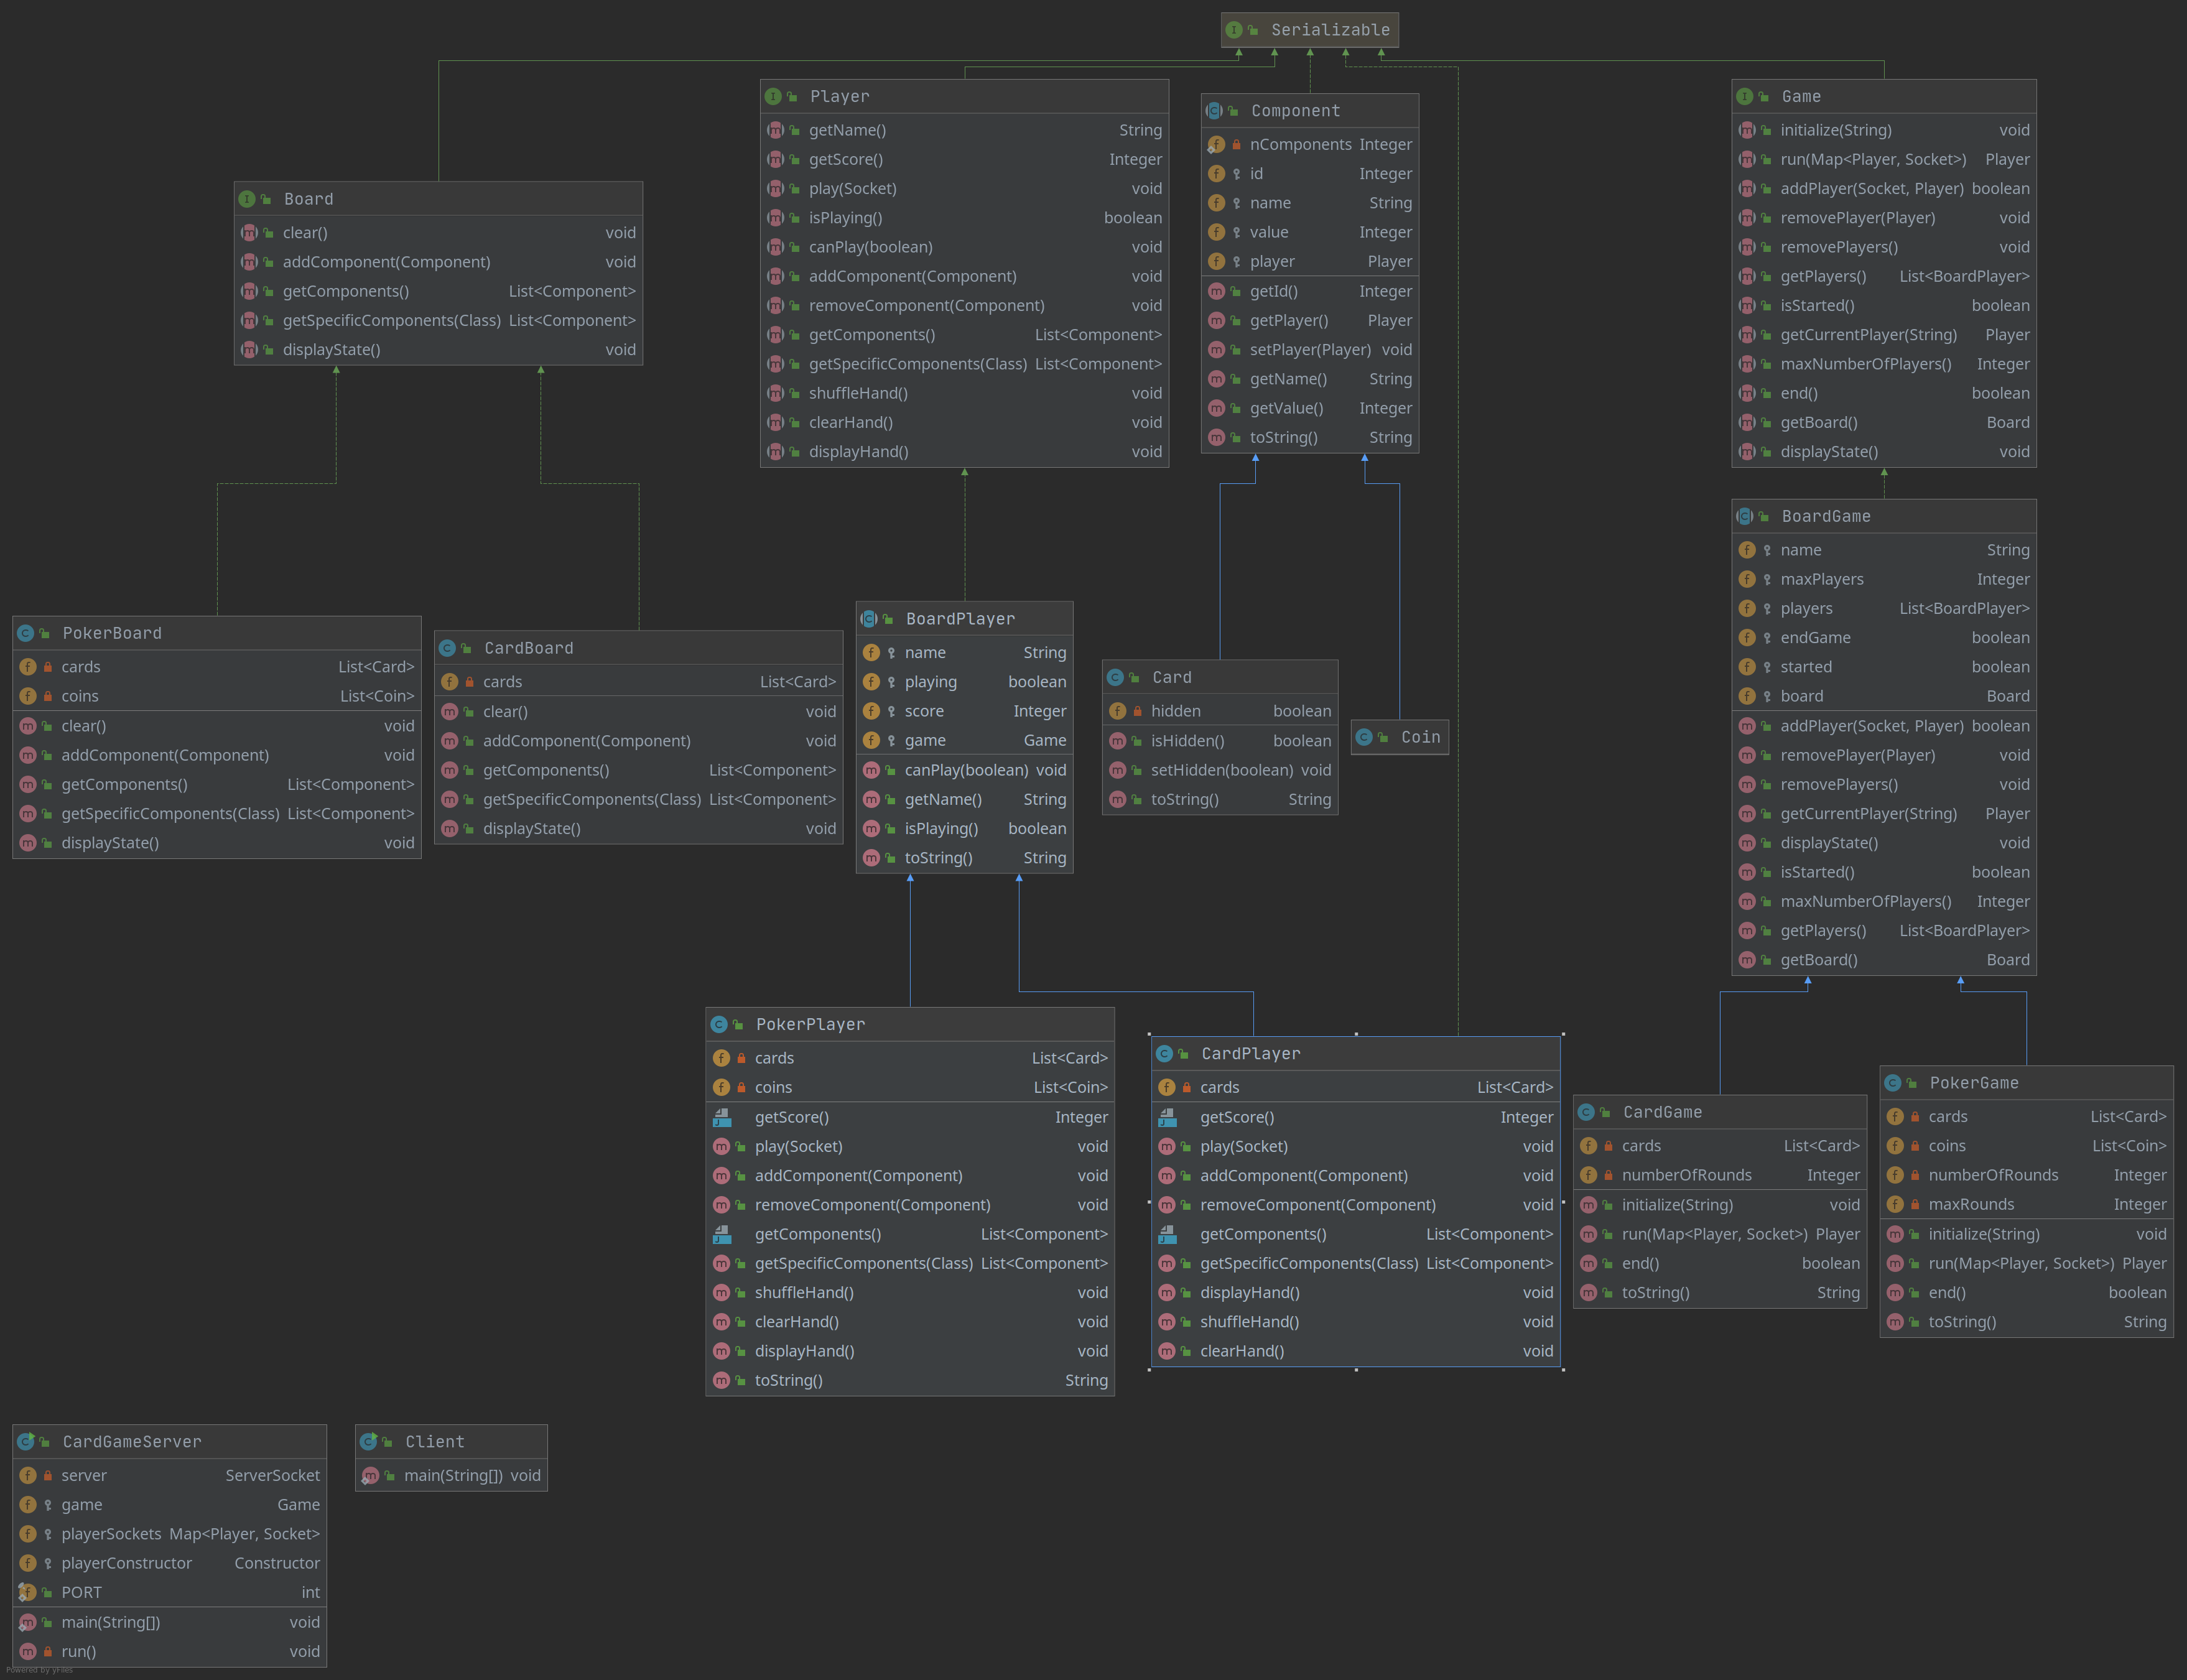 Serializable
Player
getName() String
getScore() Integer
play(Socket) void
isPlaying() boolean
canPlay(boolean) void
addComponent(Component) void
removeComponent(Component) void
getComponents() List<Component>
getSpecificComponents(Class) List<Component>
shuffleHand() void
clearHand() void
displayHand() void
Component
nComponents Integer
id Integer
name String
value Integer
player Player
getId() Integer
getPlayer() Player
setPlayer(Player) void
getName() String
getValue() Integer
toString() String
Game
initialize(String) void
run(Map<Player, Socket>) Player
addPlayer(Socket, Player) boolean
removePlayer(Player) void
removePlayers() void
getPlayers() List<BoardPlayer>
isStarted() boolean
getCurrentPlayer(String) Player
maxNumberOfPlayers() Integer
end() boolean
getBoard() Board
displayState() void
Board
clear() void
addComponent(Component) void
getComponents() List<Component>
getSpecificComponents(Class) List<Component>
displayState() void
BoardGame
name String
maxPlayers Integer
players List<BoardPlayer>
endGame boolean
started boolean
board Board
addPlayer(Socket, Player) boolean
removePlayer(Player) void
removePlayers() void
getCurrentPlayer(String) Player
displayState() void
isStarted() boolean
maxNumberOfPlayers() Integer
getPlayers() List<BoardPlayer>
getBoard() Board
PokerBoard
cards List<Card>
coins List<Coin>
clear() void
addComponent(Component) void
getComponents() List<Component>
getSpecificComponents(Class) List<Component>
displayState() void
CardBoard
cards List<Card>
clear() void
addComponent(Component) void
getComponents() List<Component>
getSpecificComponents(Class) List<Component>
displayState() void
BoardPlayer
name String
playing boolean
score Integer
game Game
canPlay(boolean) void
getName() String
isPlaying() boolean
toString() String
Card
hidden boolean
isHidden() boolean
setHidden(boolean) void
toString() String
Coin
PokerPlayer
cards List<Card>
coins List<Coin>
getScore() Integer
play(Socket) void
addComponent(Component) void
removeComponent(Component) void
getComponents() List<Component>
getSpecificComponents(Class) List<Component>
shuffleHand() void
clearHand() void
displayHand() void
toString() String
CardPlayer
cards List<Card>
getScore() Integer
play(Socket) void
addComponent(Component) void
removeComponent(Component) void
getComponents() List<Component>
getSpecificComponents(Class) List<Component>
displayHand() void
shuffleHand() void
clearHand() void
CardGame
cards List<Card>
numberOfRounds Integer
initialize(String) void
run(Map<Player, Socket>) Player
end() boolean
toString() String
PokerGame
cards List<Card>
coins List<Coin>
numberOfRounds Integer
maxRounds Integer
initialize(String) void
run(Map<Player, Socket>) Player
end() boolean
toString() String
CardGameServer
server ServerSocket
game Game
playerSockets Map<Player, Socket>
playerConstructor Constructor
PORT int
main(String[]) void
run() void
Client
main(String[]) void
Powered by yFiles